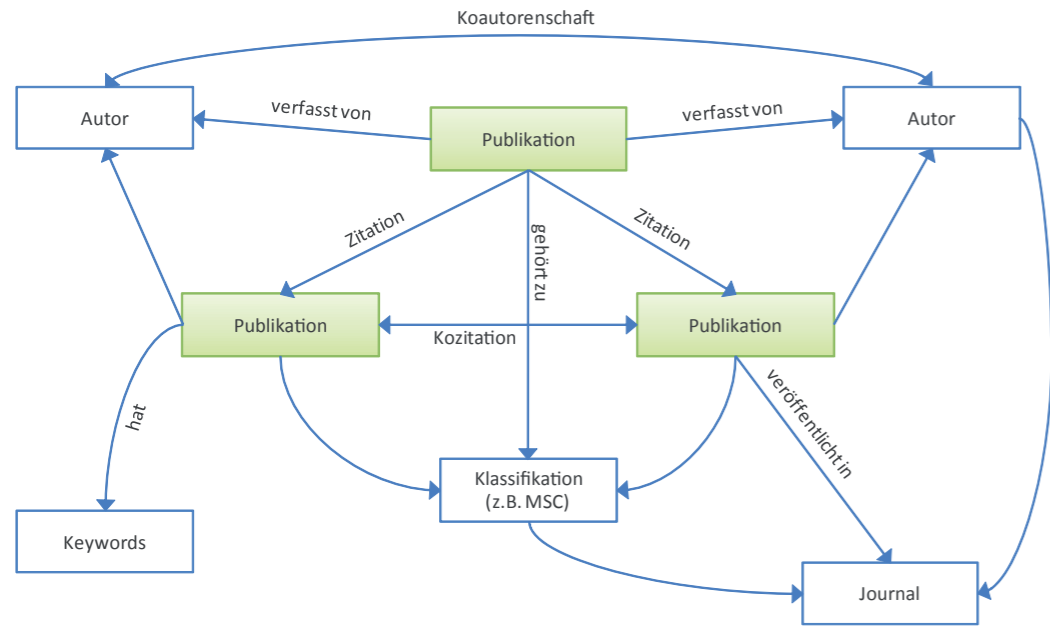 Koautorenschaft
Autor
verfasst von
Publikation
verfasst von
Autor
Zitation
gehört zu
Zitation
Publikation
Kozitation
Publikation
hat
veröffentlicht in
Klassifikation
(z.B. MSC)
Keywords
Journal